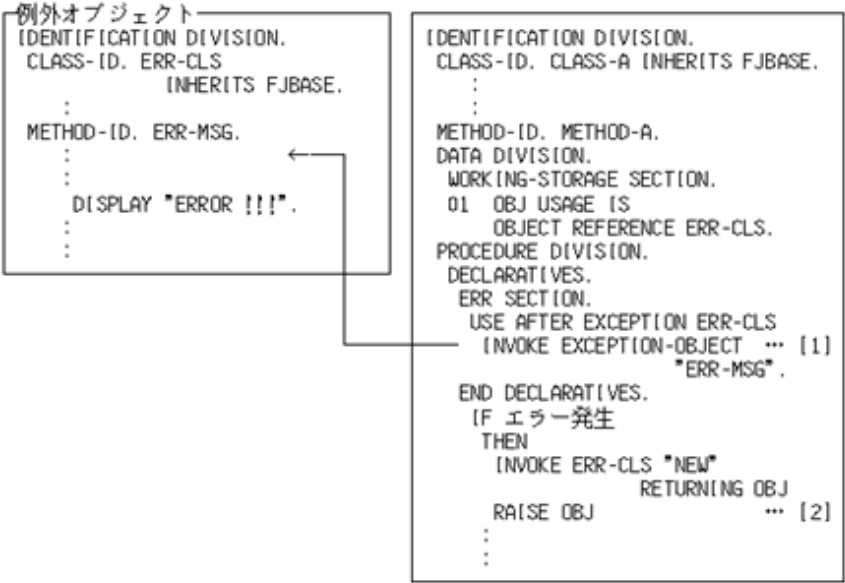 例外オブジェクト
IDENTIFICATION DIVISION.
CLASS-ID. ERR-CLS
INHERITS FJBASE.
:
METHOD-ID. ERR-MSG.
:
:
DISPLAY "ERROR !!!".
:
:
IDENTIFICATION DIVISION.
CLASS-ID. CLASS-A INHERITS FJBASE.
:
:
METHOD-ID. METHOD-A.
DATA DIVISION.
WORKING-STORAGE SECTION.
01 OBJ USAGE IS
OBJECT REFERENCE ERR-CLS.
PROCEDURE DIVISION.
DECLARATIVES.
ERR SECTION.
USE AFTER EXCEPTION ERR-CLS
INVOKE EXCEPTION-OBJECT … [1]
"ERR-MSG".
END DECLARATIVES.
IF エラー発生
THEN
INVOKE ERR-CLS "NEW"
RETURNING OBJ
RAISE OBJ … [2]
:
: